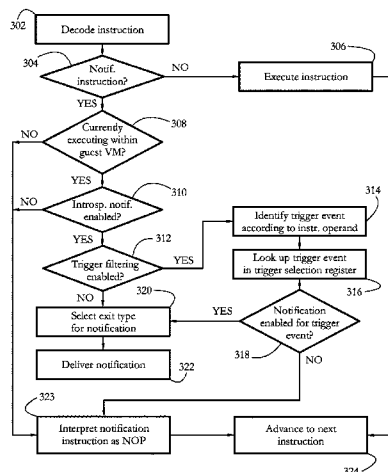 302
Decode instruction
304
Notif.
instruction?
NO
306
Execute instruction
YES
308
NO
Currently
executing within
guest VM?
YES
NO
310
Introsp. notif.
enabled?
YES
312
Trigger filtering
enabled?
YES
314
Identify trigger event
according to instr. operand
Look up trigger event
in trigger selection register
316
NO
320
Select exit type
for notification
YES
Notification
enabled for trigger
event?
318
NO
Deliver notification
322
323
Interpret notification
instruction as NOP
Advance to next
instruction
324